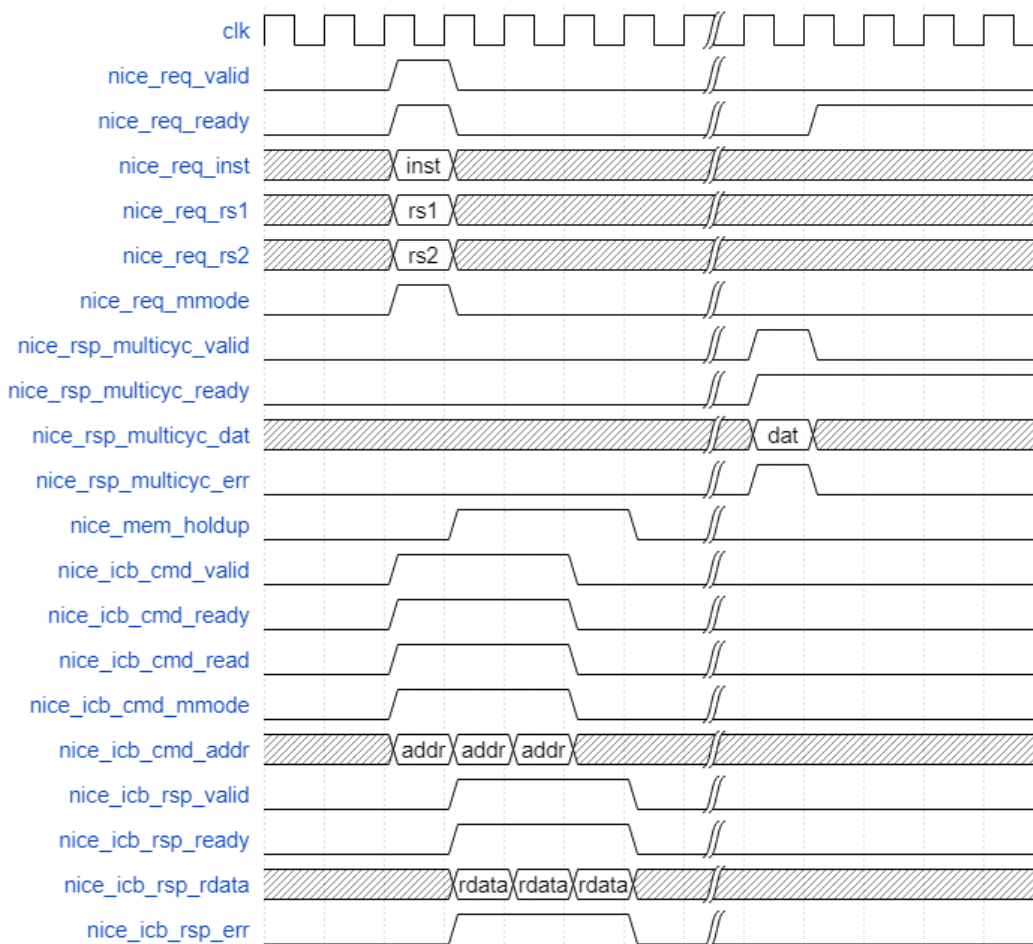 clk
nice_req_valid
nice_req_ready
nice_req_inst inst
nice_req_rs1 rs1
nice_req_rs2 rs2
nice_req_mmode
nice_rsp_multicyc_valid
nice_rsp_multicyc_ready
nice_rsp_multicyc_dat dat
nice_rsp_multicyc_err
nice_mem_holdup
nice_icb_cmd_valid
nice_icb_cmd_ready
nice_icb_cmd_read
nice_icb_cmd_mmode
nice_icb_cmd_addr addr addr addr
nice_icb_rsp_valid
nice_icb_rsp_ready
nice_icb_rsp_rdata rdata rdata rdata
nice_icb_rsp_err